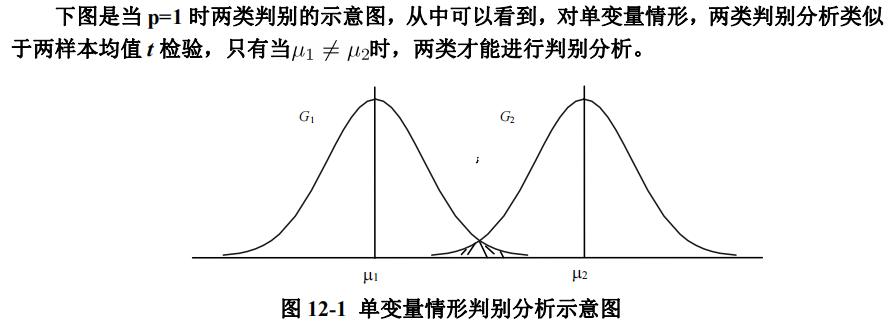 下图是当 p=1 时两类判别的示意图，从中可以看到，对单变量情形，两类判别分析类似
于两样本均值 t 检验，只有当μ1 ≠ μ2时，两类才能进行判别分析。
G1 G2
;
μ1 μ2
图 12-1 单变量情形判别分析示意图